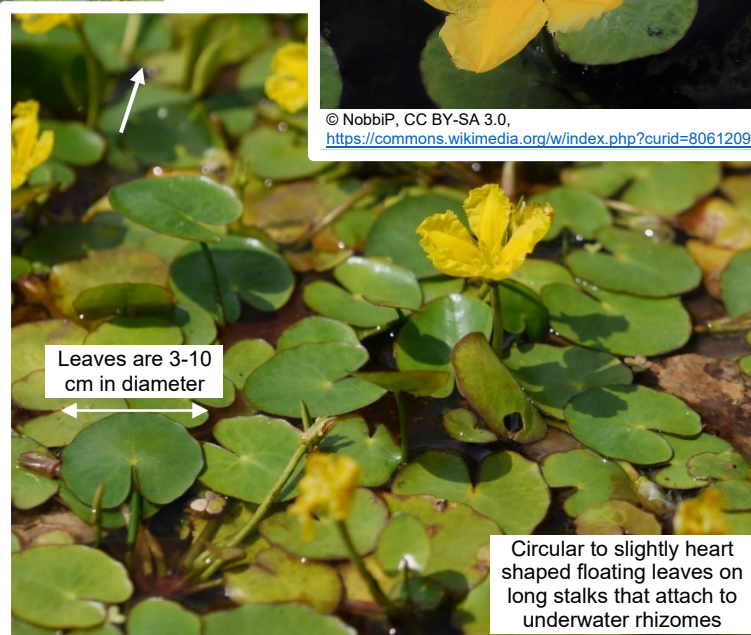 © NobbiP, CC BY-SA 3.0,
https://commons.wikimedia.org/w/index.php?curid=8061209
Leaves are 3-10
cm in diameter
Circular to slightly heart
shaped floating leaves on
long stalks that attach to
underwater rhizomes